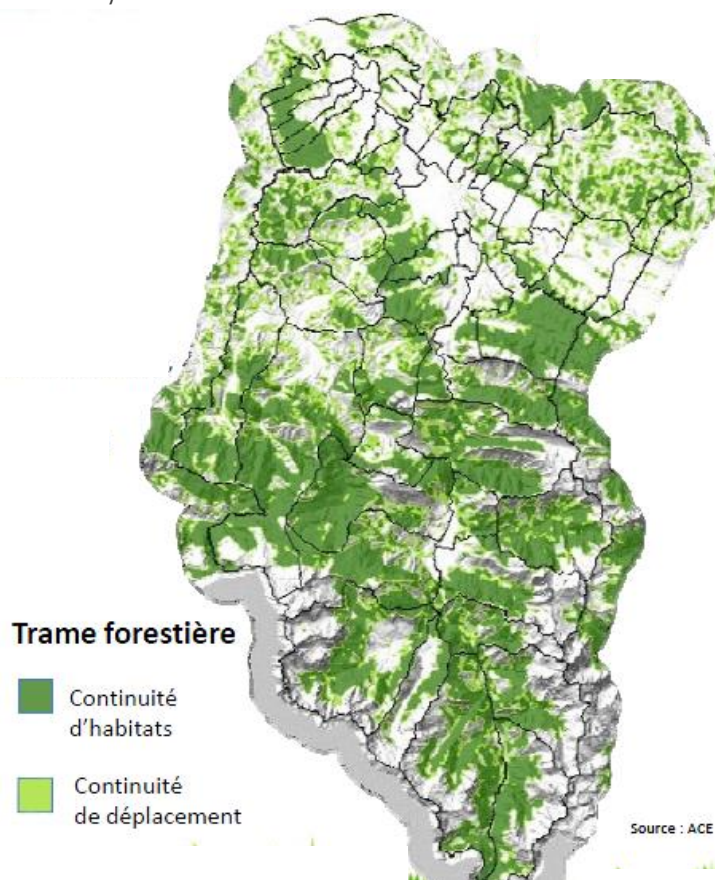 Trame forestière
Continuité
d'habitats
Continuité
de déplacement
Source : ACE